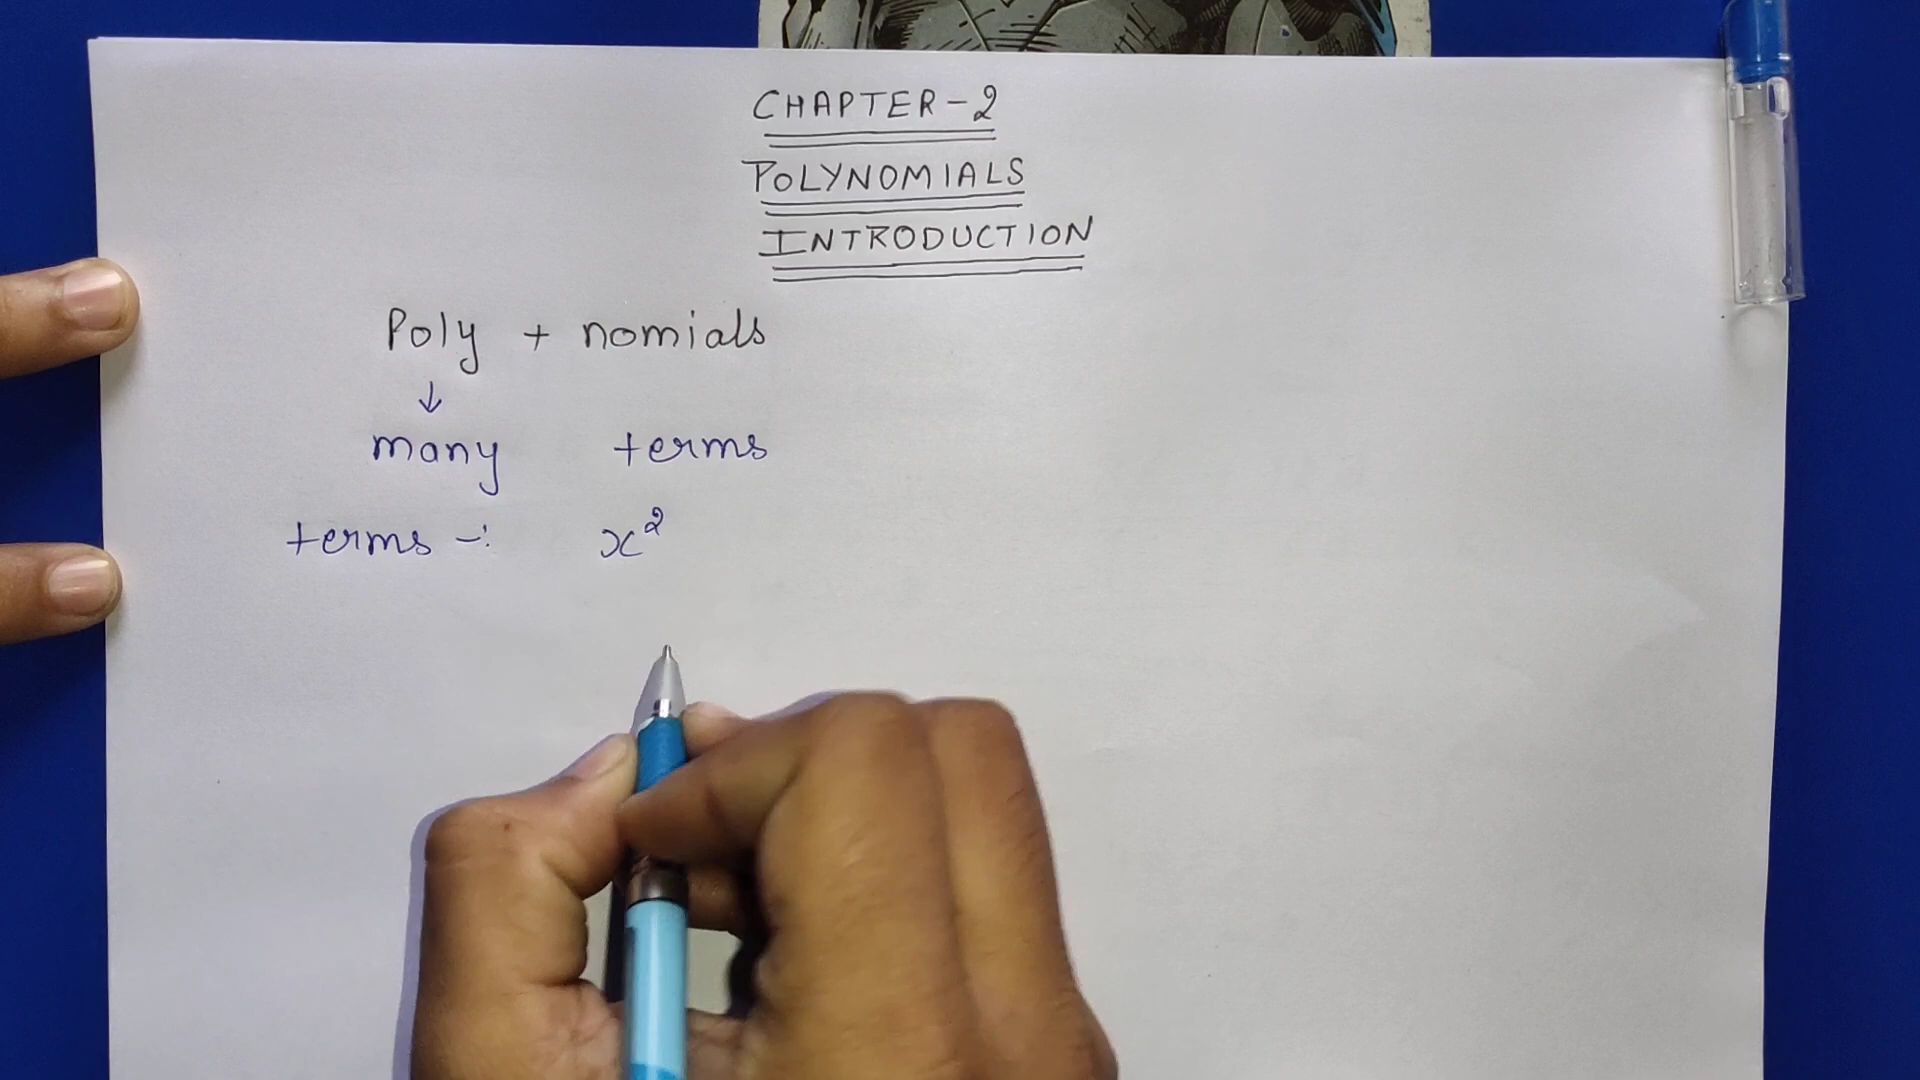 CHAPTER-2
POLYNOMIALS
INTRODUCTION
Poly + nomials
↓
many terms
terms -: x²